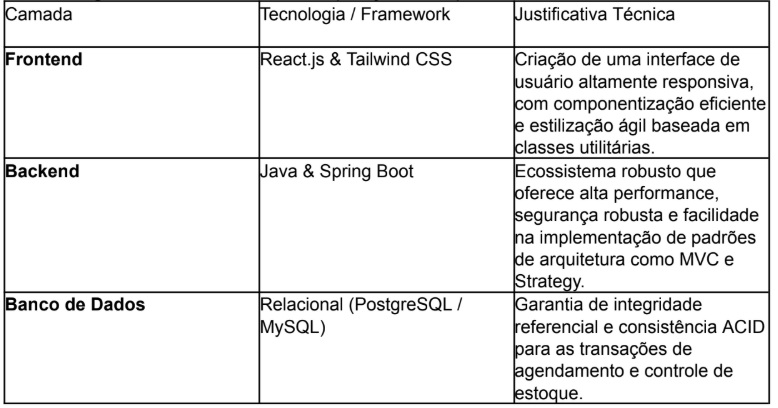 Camada
Tecnologia / Framework
Justificativa Técnica
Frontend
React.js & Tailwind CSS
Criação de uma interface de
usuário altamente responsiva,
com componentização eficiente
e estilização ágil baseada em
classes utilitárias.
Backend
Java & Spring Boot
Ecossistema robusto que
oferece alta performance,
segurança robusta e facilidade
na implementação de padrões
de arquitetura como MVC e
Strategy.
Banco de Dados
Relacional (PostgreSQL /
MySQL)
Garantia de integridade
referencial e consistência ACID
para as transações de
agendamento e controle de
estoque.